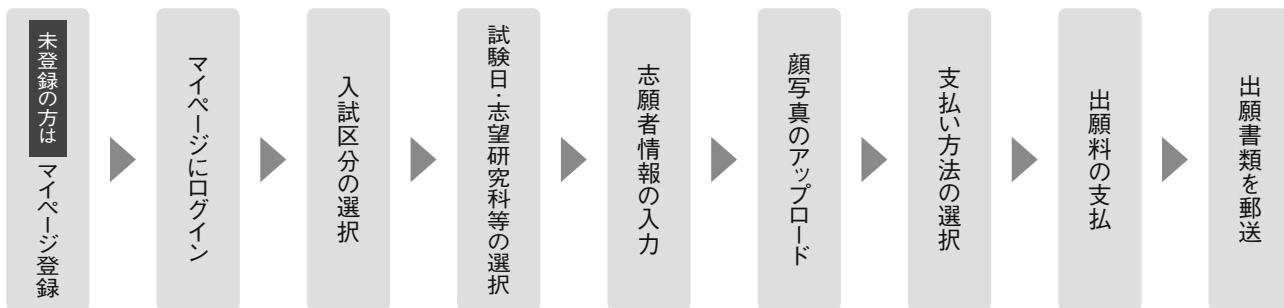 未登録の方は
マイページ登録
マイページにログイン
入試区分の選択
試験日・志望研究科等の選択
志願者情報の入力
顔写真のアップロード
支払い方法の選択
出願料の支払
出願書類を郵送